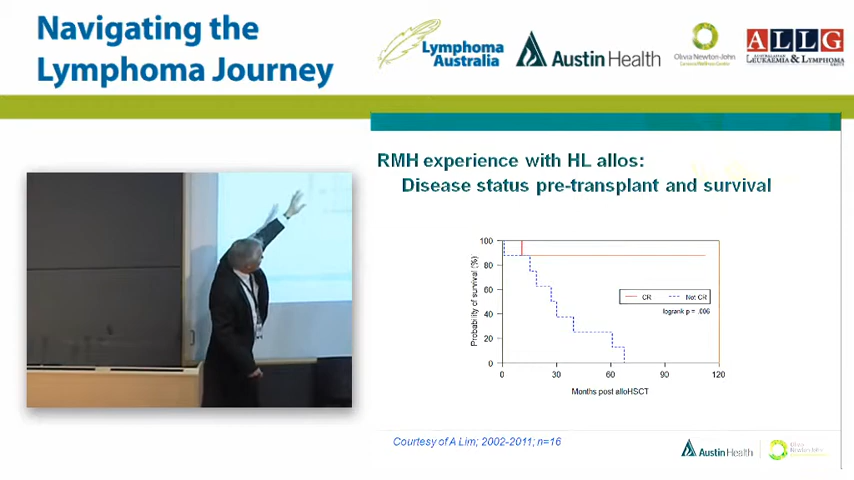 Navigating the
Lymphoma Journey
Lymphoma
Australia
Austin Health
Olivia Newton-John
ALLG
LEUKAEMIA & LYMPHOMA
RMH experience with HL allos:
Disease status pre-transplant and survival
Probability of survival (%)
100
80
60
40
20
0
CR
Not CR
logrank p = .006
0
30
60
90
120
Months post alloHSCT
Courtesy of A Lim; 2002-2011; n=16
Austin Health